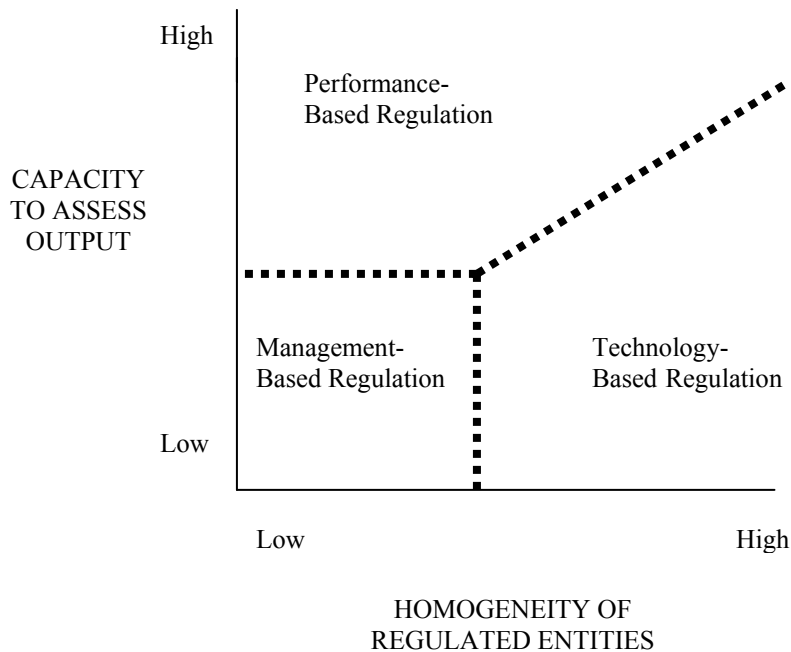 High
Performance-
Based Regulation
CAPACITY
TO ASSESS
OUTPUT
Management-
Based Regulation
Technology-
Based Regulation
Low
Low
High
HOMOGENEITY OF
REGULATED ENTITIES